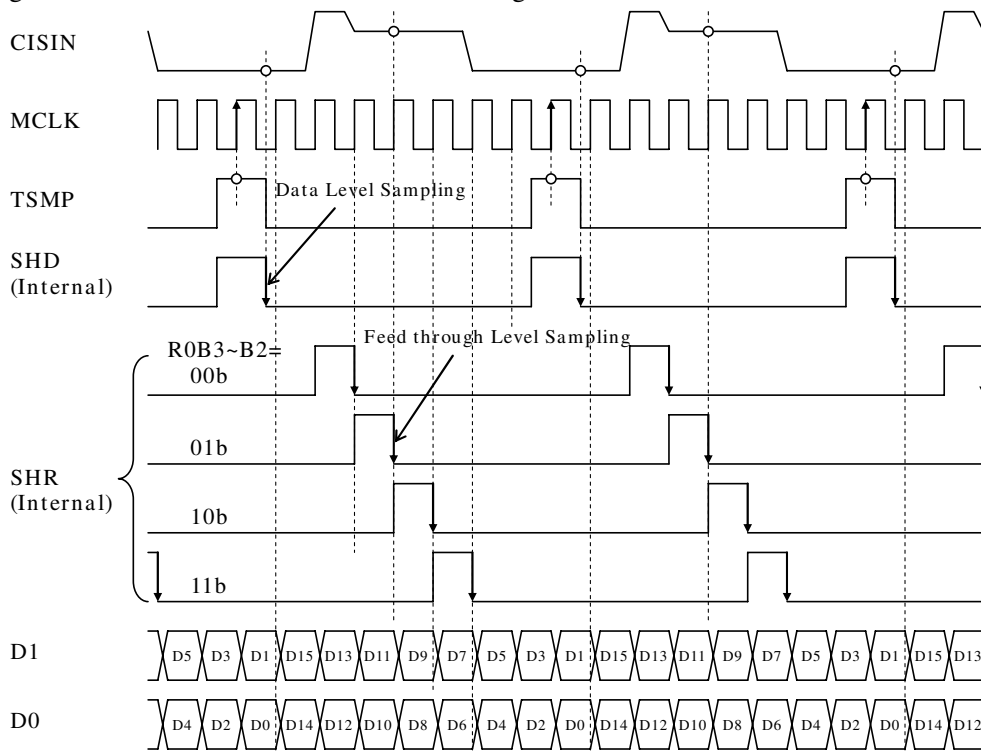 CISIN
MCLK
TSMP
Data Level Sampling
SHD
(Internal)
Feed through Level Sampling
R0B3~B2=
00b
01b
SHR
(Internal)
10b
11b
D1 D5 D3 D1 D15 D13 D11 D9 D7 D5 D3 D1 D15 D13 D11 D9 D7 D5 D3 D1 D15 D13
D0 D4 D2 D0 D14 D12 D10 D8 D6 D4 D2 D0 D14 D12 D10 D8 D6 D4 D2 D0 D14 D12